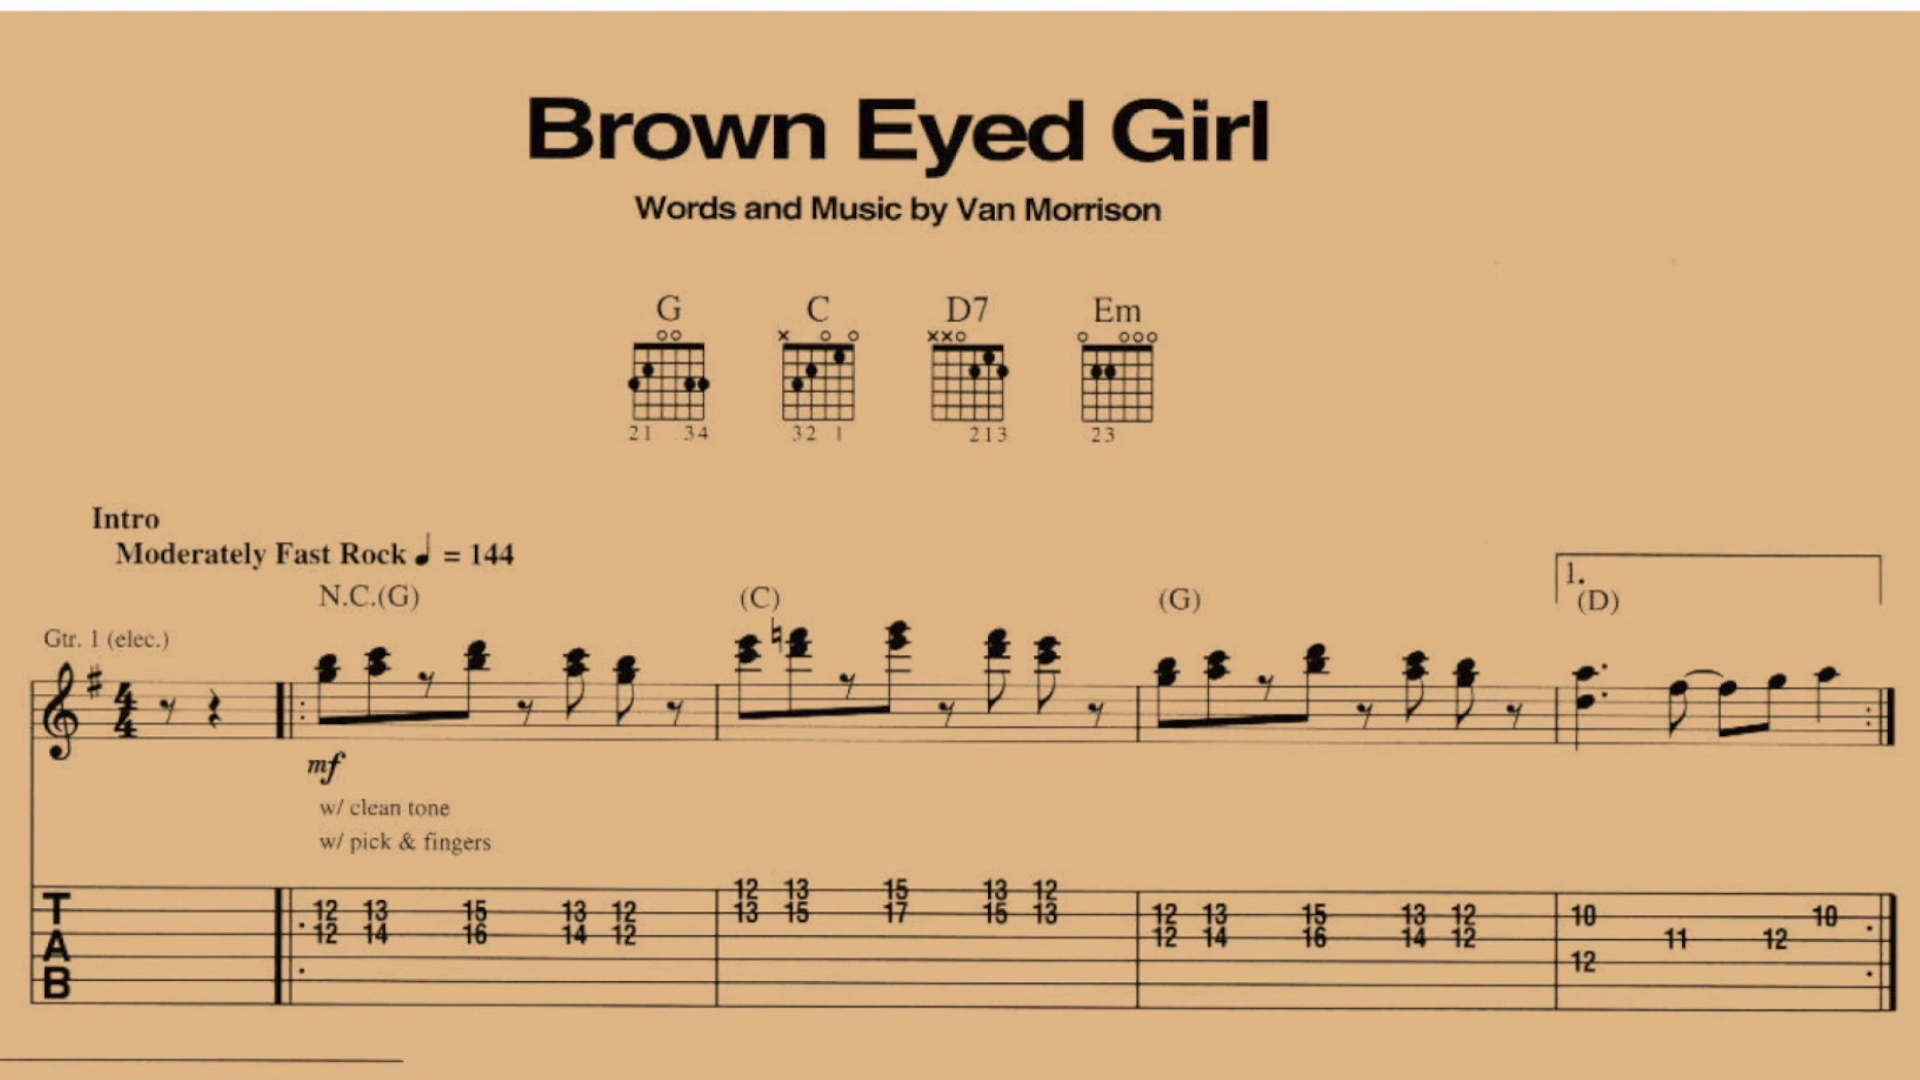 Brown Eyed Girl
Words and Music by Van Morrison
G C D7 Em
×××
21 34 32 1 213 23
Intro
Moderately Fast Rock ♩ = 144
N.C.(G) (C) (G) 1. (D)
Gtr. 1 (elec.)
4
4
mf
w/ clean tone
w/ pick & fingers
12 13 15 13 12
12 13 15 13 12 13 15 17 15 13 12 13 15 13 12 10 10
12 14 16 14 12 12 14 16 14 12 11 12
12
T
A
B